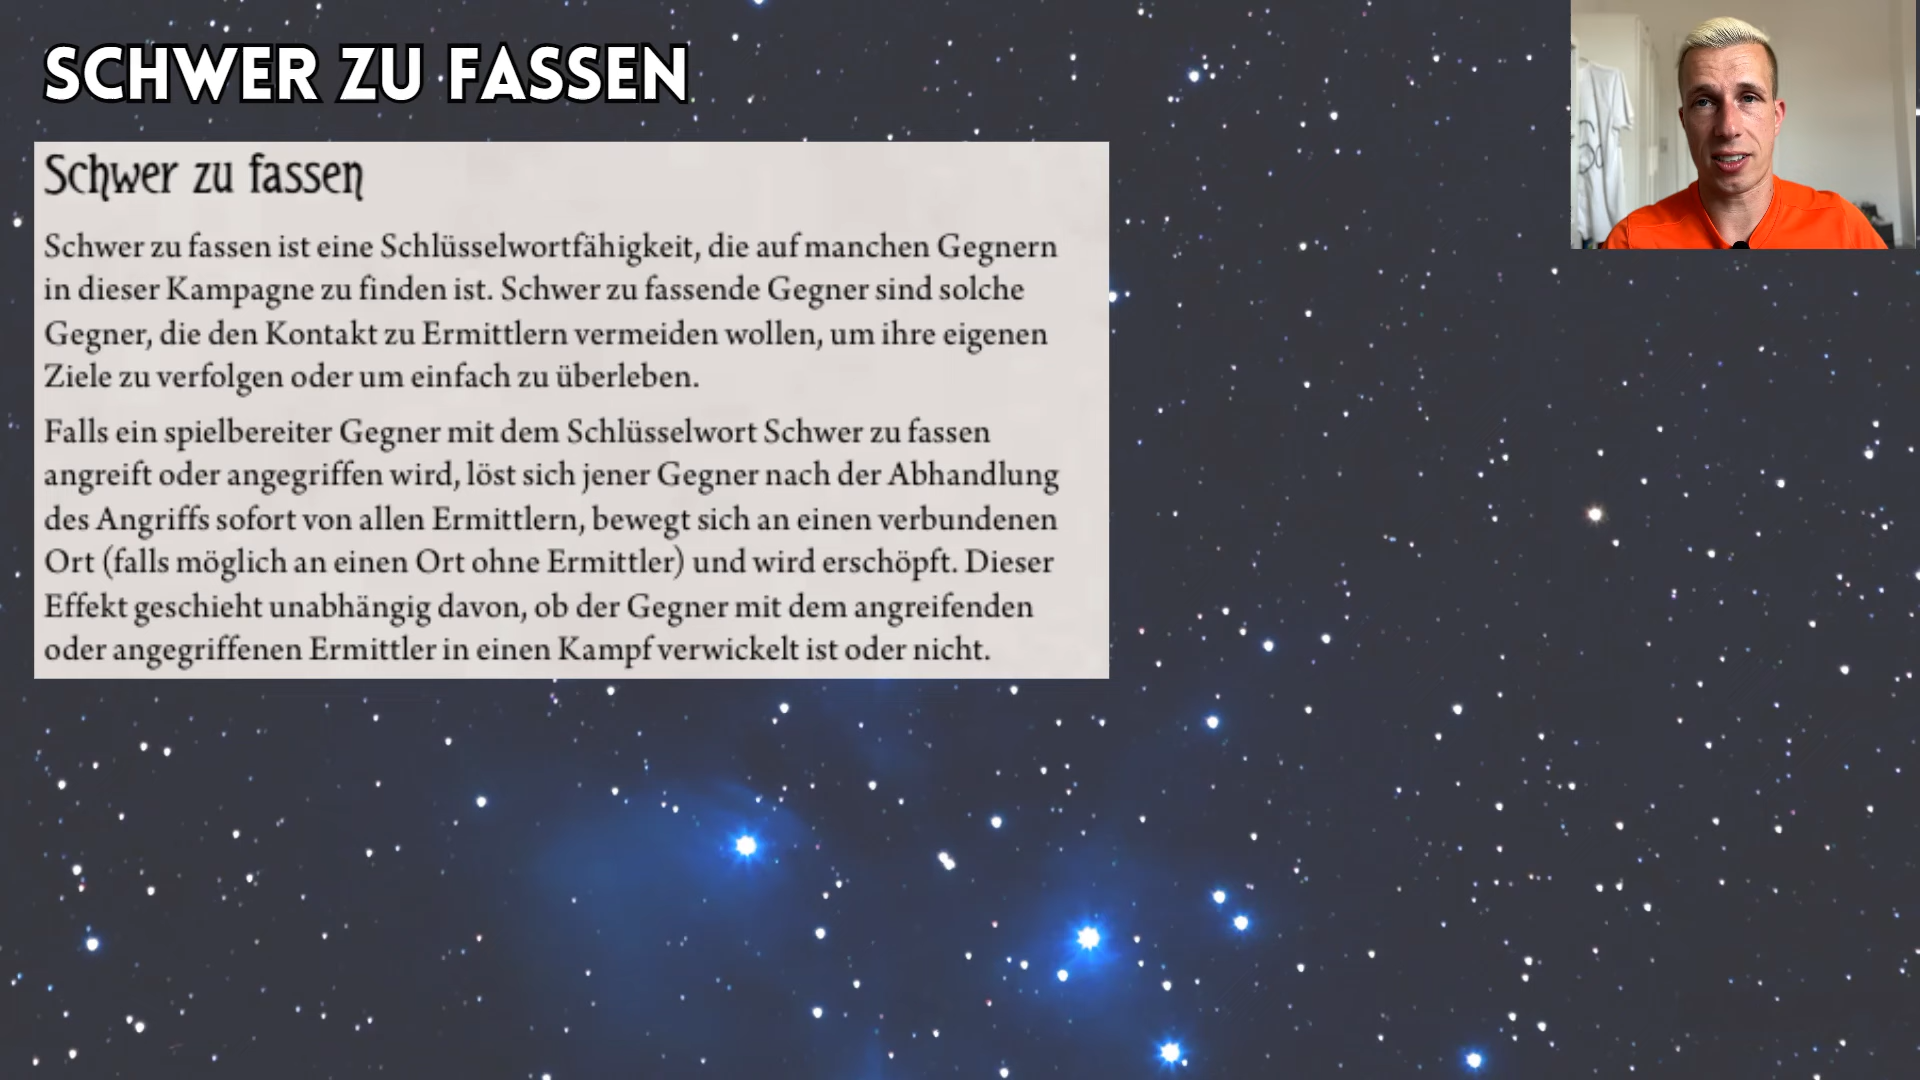 SCHWER ZU FASSEN
Schwer zu fassen
Schwer zu fassen ist eine Schlüsselwortfähigkeit, die auf manchen Gegnern
in dieser Kampagne zu finden ist. Schwer zu fassende Gegner sind solche
Gegner, die den Kontakt zu Ermittlern vermeiden wollen, um ihre eigenen
Ziele zu verfolgen oder um einfach zu überleben.
Falls ein spielbereiter Gegner mit dem Schlüsselwort Schwer zu fassen
angreift oder angegriffen wird, löst sich jener Gegner nach der Abhandlung
des Angriffs sofort von allen Ermittlern, bewegt sich an einen verbundenen
Ort (falls möglich an einen Ort ohne Ermittler) und wird erschöpft. Dieser
Effekt geschieht unabhängig davon, ob der Gegner mit dem angreifenden
oder angegriffenen Ermittler in einen Kampf verwickelt ist oder nicht.